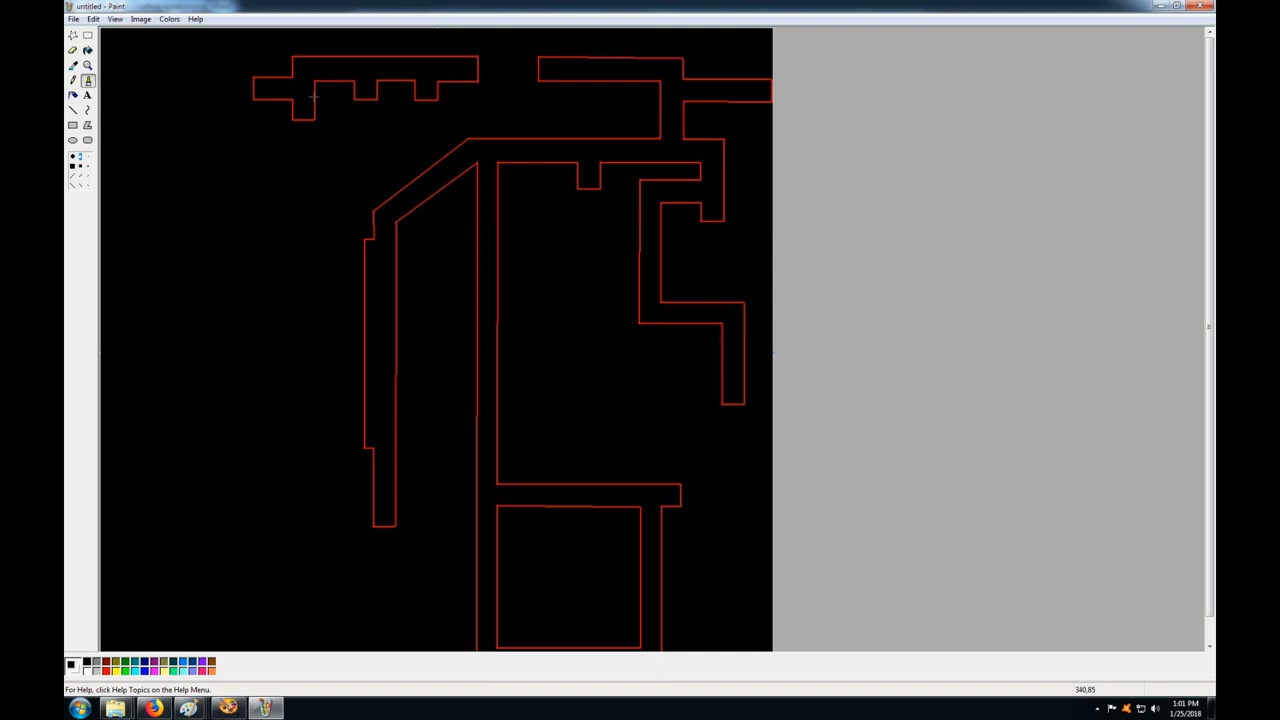 untitled - Paint
File Edit View Image Colors Help
A
For Help, click Help Topics on the Help Menu.
340,85
1:01 PM
1/25/2018